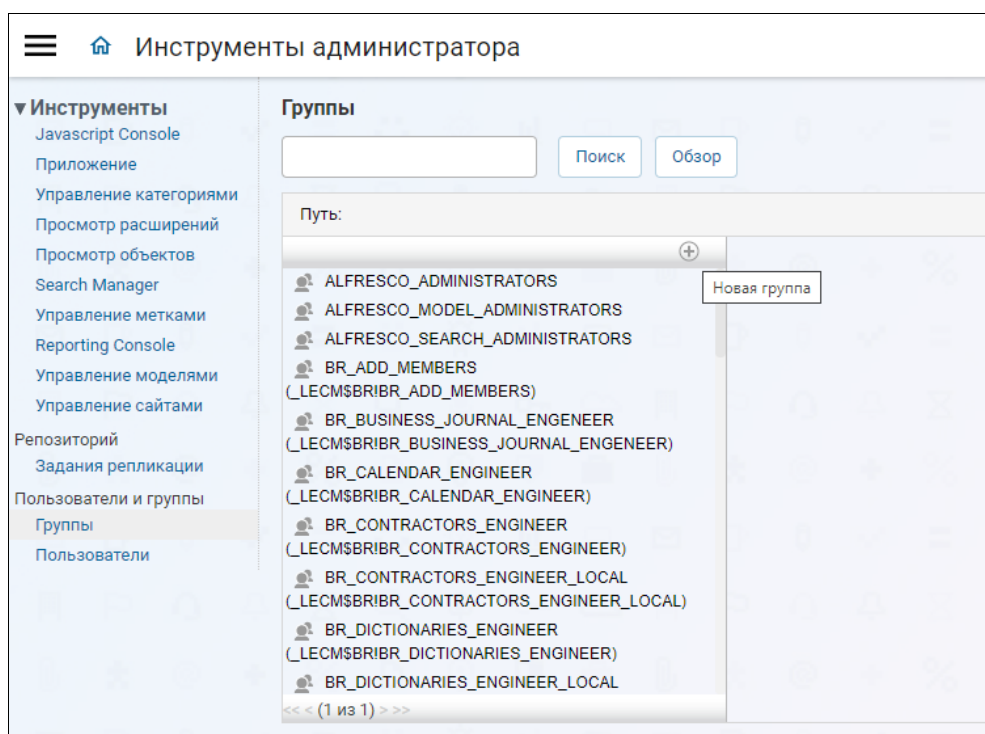 Инструменты администратора
▾ Инструменты
Javascript Console
Приложение
Управление категориями
Просмотр расширений
Просмотр объектов
Search Manager
Управление метками
Reporting Console
Управление моделями
Управление сайтами
Репозиторий
Задания репликации
Пользователи и группы
Группы
Пользователи
Группы
Поиск
Обзор
Путь:
Новая группа
ALFRESCO_ADMINISTRATORS
ALFRESCO_MODEL_ADMINISTRATORS
ALFRESCO_SEARCH_ADMINISTRATORS
BR_ADD_MEMBERS
(_LECM$BR!BR_ADD_MEMBERS)
BR_BUSINESS_JOURNAL_ENGENEER
(_LECM$BR!BR_BUSINESS_JOURNAL_ENGENEER)
BR_CALENDAR_ENGINEER
(_LECM$BR!BR_CALENDAR_ENGINEER)
BR_CONTRACTORS_ENGINEER
(_LECM$BR!BR_CONTRACTORS_ENGINEER)
BR_CONTRACTORS_ENGINEER_LOCAL
(_LECM$BR!BR_CONTRACTORS_ENGINEER_LOCAL)
BR_DICTIONARIES_ENGINEER
(_LECM$BR!BR_DICTIONARIES_ENGINEER)
BR_DICTIONARIES_ENGINEER_LOCAL
<< < (1 из 1) > >>